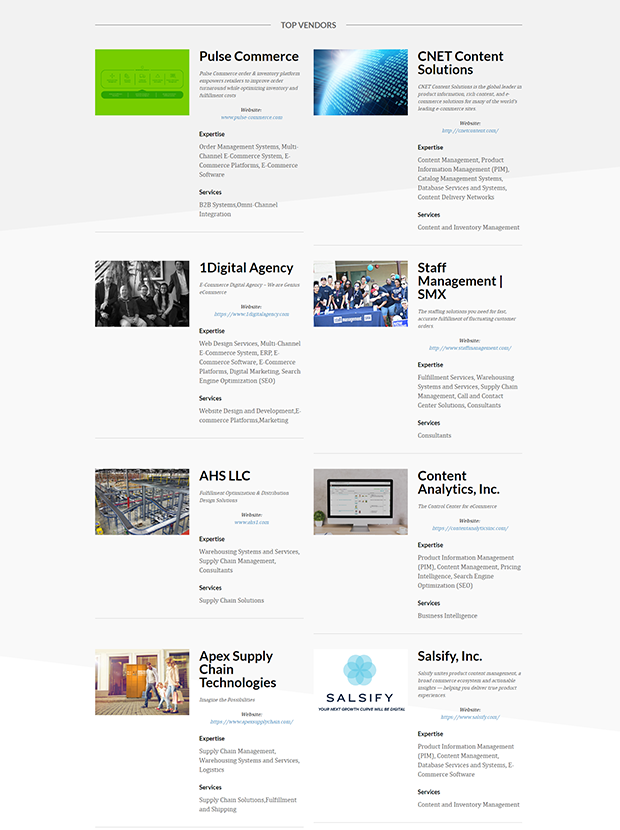 TOP VENDORS
Pulse Commerce
Pulse Commerce order & inventory platform
empowers retailers to improve order
turnaround while optimizing inventory and
fulfillment costs
Website:
www.pulse-commerce.com
Expertise
Order Management Systems, Multi-
Channel E-Commerce System, E-
Commerce Platforms, E-Commerce
Software
Services
B2B Systems,Omni-Channel
Integration
CNET Content
Solutions
CNET Content Solutions is the global leader in
product information, rich content, and e-
commerce solutions for many of the world's
leading e-commerce sites
Website:
http://cnetcontent.com/
Expertise
Content Management, Product
Information Management (PIM),
Catalog Management Systems,
Database Services and Systems,
Content Delivery Networks
Services
Content and Inventory Management
1Digital Agency
E-Commerce Digital Agency – We are Genius
eCommerce
Website:
https://www.1digitalagency.com
Expertise
Web Design Services, Multi-Channel
E-Commerce System, ERP, E-
Commerce Software, E-Commerce
Platforms, Digital Marketing, Search
Engine Optimization (SEO)
Services
Website Design and Development,E-
commerce Platforms,Marketing
Staff
Management |
SMX
The staffing solutions you need for fast,
accurate fulfillment of fluctuating customer
orders
Website:
http://www.staffmanagement.com/
Expertise
Fulfillment Services, Warehousing
Systems and Services, Supply Chain
Management, Call and Contact
Center Solutions, Consultants
Services
Consultants
AHS LLC
Fulfillment Optimization & Distribution
Design Solutions
Website:
www.ahs1.com
Expertise
Warehousing Systems and Services,
Supply Chain Management,
Consultants
Services
Supply Chain Solutions
Content
Analytics, Inc.
The Control Center for eCommerce
Website:
https://contentanalyticsinc.com/
Expertise
Product Information Management
(PIM), Content Management, Pricing
Intelligence, Search Engine
Optimization (SEO)
Services
Business Intelligence
Apex Supply
Chain
Technologies
Imagine the Possibilities
Website:
https://www.apexsupplychain.com/
Expertise
Supply Chain Management,
Warehousing Systems and Services,
Logistics
Services
Supply Chain Solutions,Fulfillment
and Shipping
SALSIFY
YOUR NEXT GROWTH CURVE WILL BE DIGITAL
Salsify, Inc.
Salsify unites product content management, a
broad commerce ecosystem and actionable
insights — helping you deliver true product
experiences
Website:
https://www.salsify.com/
Expertise
Product Information Management
(PIM), Content Management,
Database Services and Systems, E-
Commerce Software
Services
Content and Inventory Management